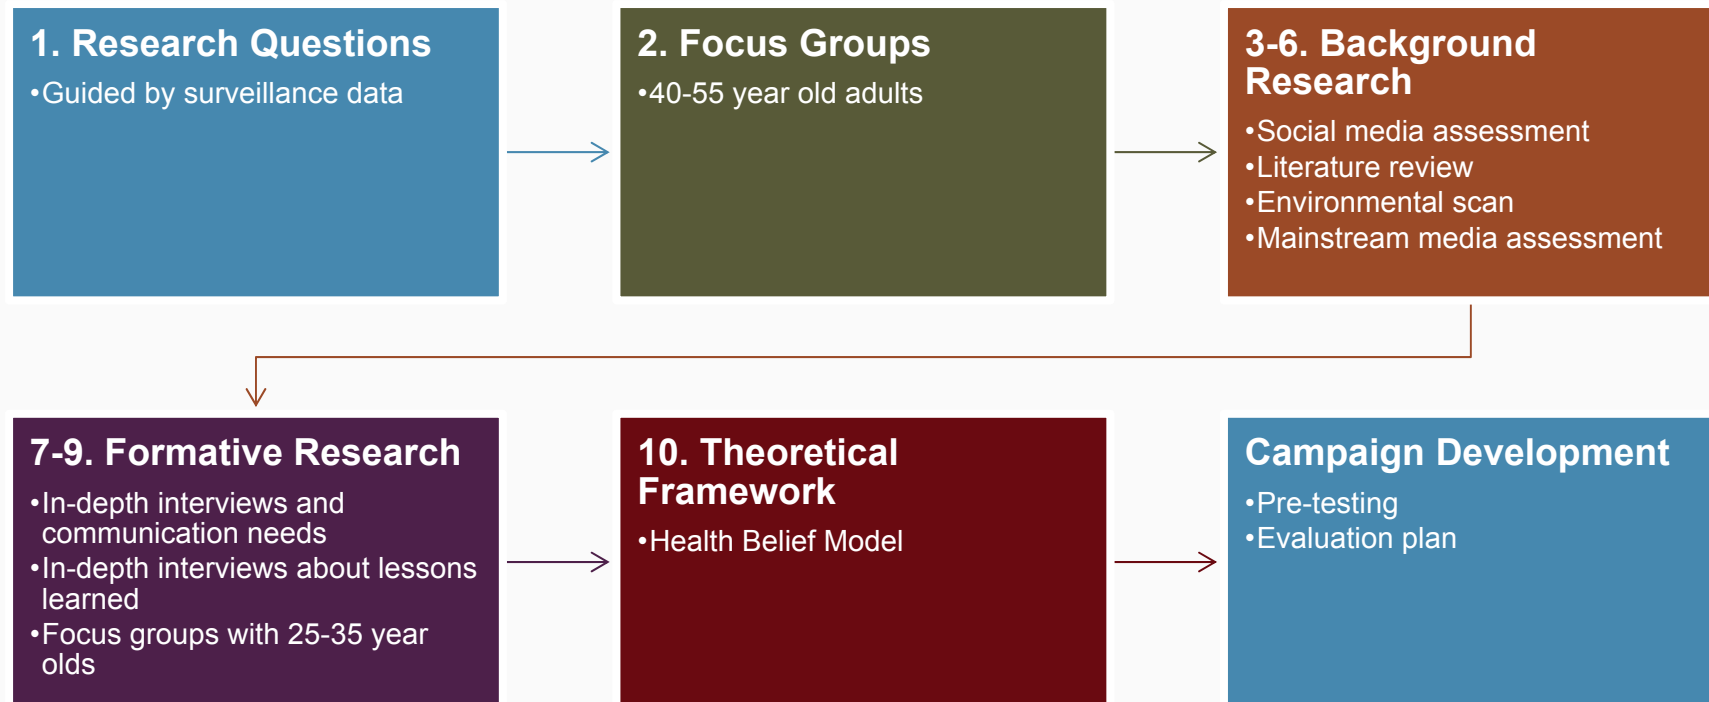 1. Research Questions
•Guided by surveillance data
2. Focus Groups
•40-55 year old adults
3-6. Background
Research
•Social media assessment
•Literature review
•Environmental scan
•Mainstream media assessment
7-9. Formative Research
•In-depth interviews and
communication needs
•In-depth interviews about lessons
learned
•Focus groups with 25-35 year
olds
10. Theoretical
Framework
•Health Belief Model
Campaign Development
•Pre-testing
•Evaluation plan